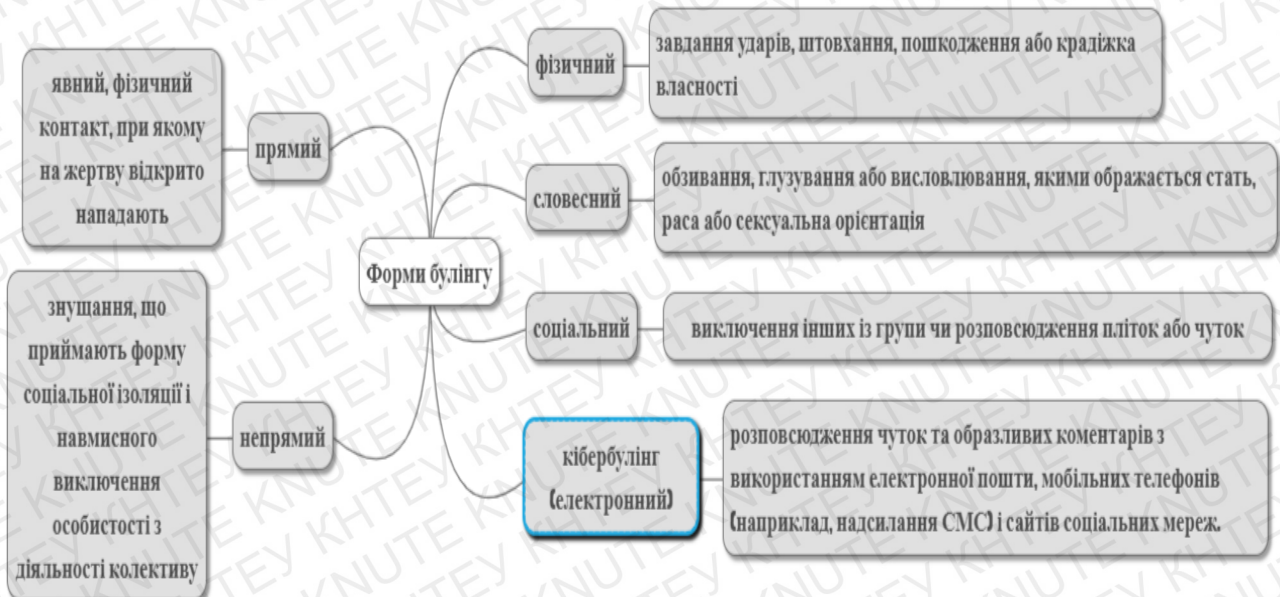 Форми булінгу
прямий
явний, фізичний
контакт, при якому
на жертву відкрито
нападають
непрямий
знушання, що
приймають форму
соціальної ізоляції і
навмисного
виключення
особистості з
діяльності колективу
фізичний
завдання ударів, штовхання, пошкодження або крадіжка
власності
словесний
обзивання, глузування або висловлювання, якими ображається стать,
раса або сексуальна орієнтація
соціальний
виключення інших із групи чи розповсюдження пліток або чуток
кібербулінг
(електронний)
розповсюдження чуток та образливих коментарів з
використанням електронної пошти, мобільних телефонів
(наприклад, надсилання СМС) і сайтів соціальних мереж.
KHTEY KNUTE